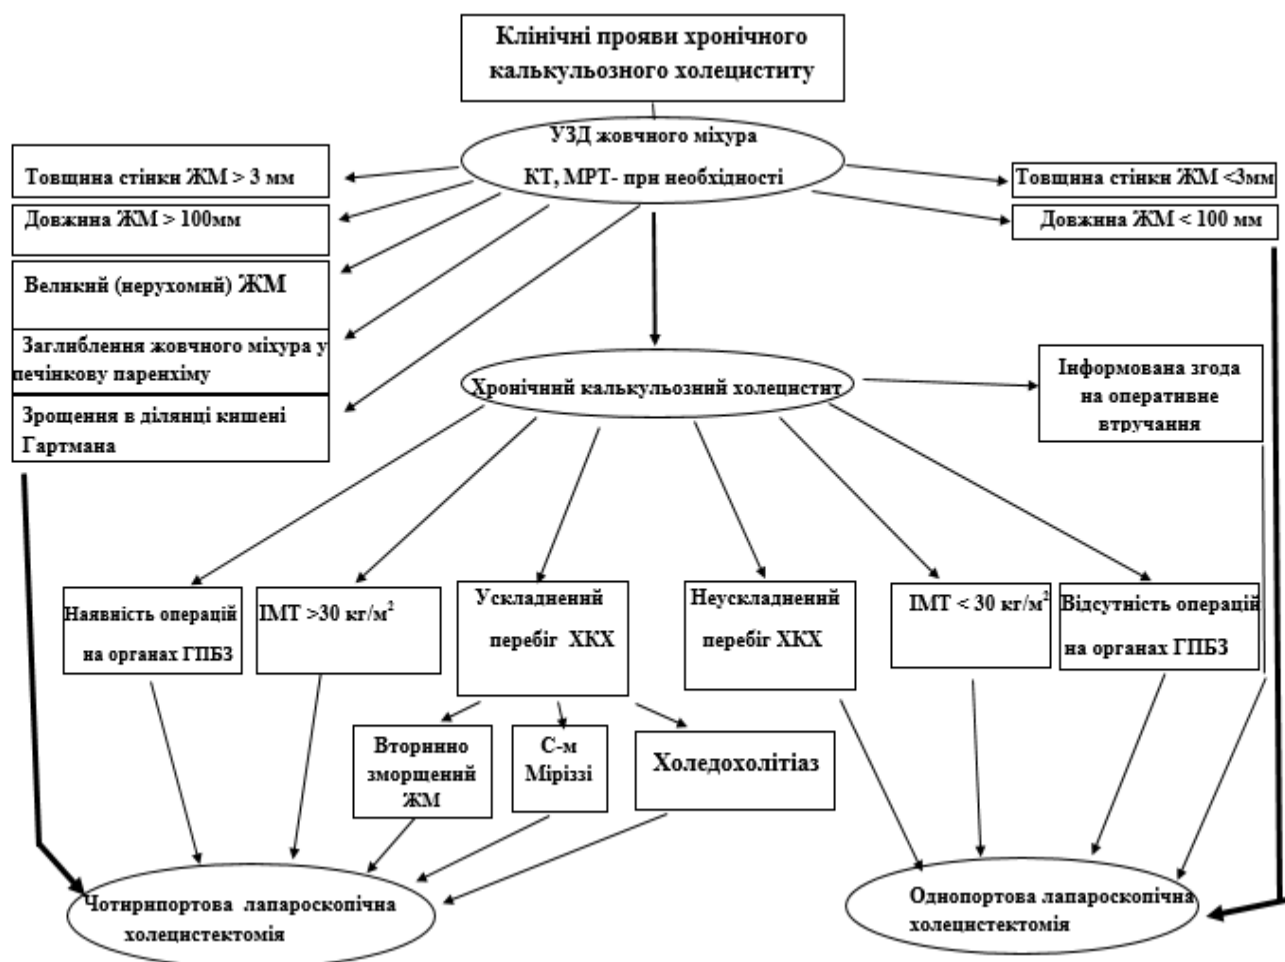 Клінічні прояви хронічного
калькульозного холециститу
УЗД жовчного міхура
КТ, МРТ- при необхідності
Товщина стінки ЖМ > 3 мм
Довжина ЖМ > 100мм
Великий (нерухомий) ЖМ
Заглиблення жовчного міхура у
печінкову паренхіму
Зрощення в ділянці кишені
Гартмана
Товщина стінки ЖМ <3мм
Довжина ЖМ < 100 мм
Хронічний калькульозний холецистит
Інформована згода
на оперативне
втручання
Наявність операцій
на органах ГПБЗ
ІМТ >30 кг/м²
Ускладнений
перебіг ХКХ
Неускладнений
перебіг ХКХ
ІМТ < 30 кг/м²
Відсутність операцій
на органах ГПБЗ
Вторинно
зморщений
ЖМ
С-м
Міріззі
Холедохолітіаз
Чотирипортова лапароскопічна
холецистектомія
Однопортова лапароскопічна
холецистектомія